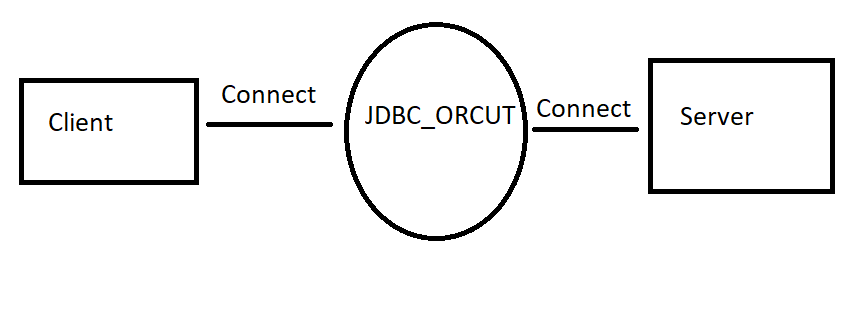 Client
Connect
JDBC_ORCUT
Connect
Server